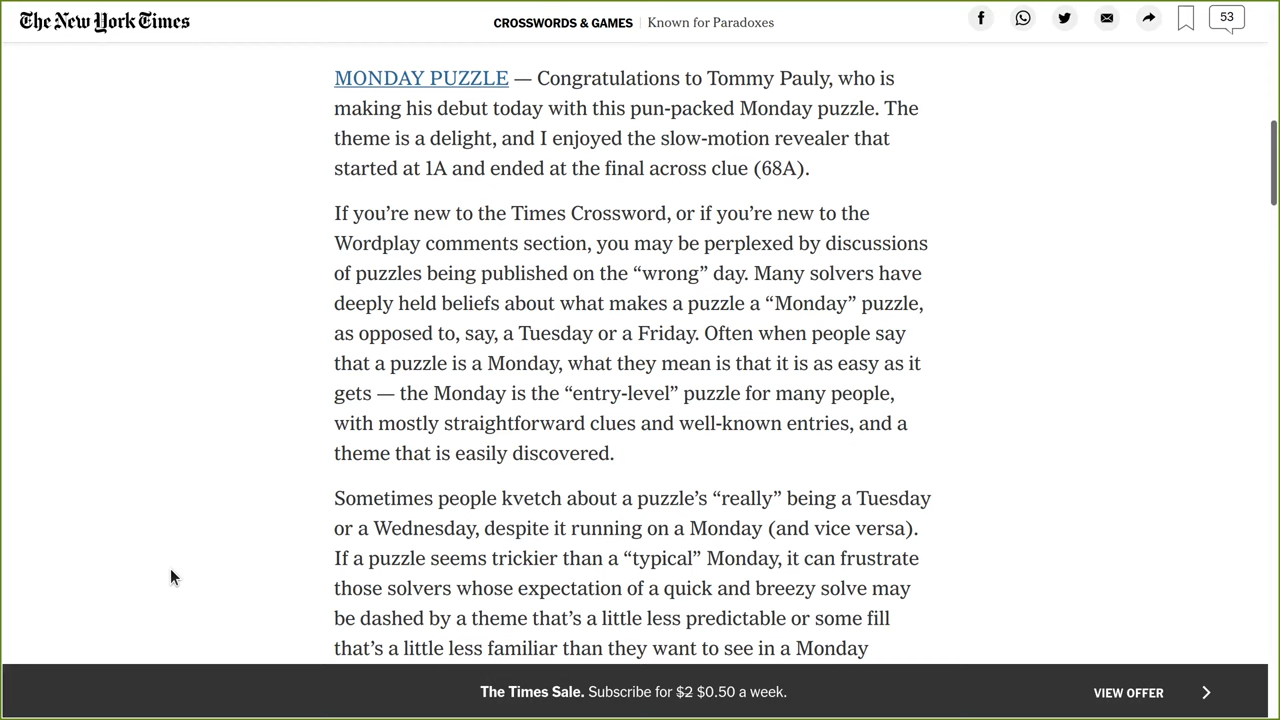 The New York Times
CROSSWORDS & GAMES | Known for Paradoxes
53
MONDAY PUZZLE — Congratulations to Tommy Pauly, who is
making his debut today with this pun-packed Monday puzzle. The
theme is a delight, and I enjoyed the slow-motion revealer that
started at 1A and ended at the final across clue (68A).
If you’re new to the Times Crossword, or if you’re new to the
Wordplay comments section, you may be perplexed by discussions
of puzzles being published on the “wrong” day. Many solvers have
deeply held beliefs about what makes a puzzle a “Monday” puzzle,
as opposed to, say, a Tuesday or a Friday. Often when people say
that a puzzle is a Monday, what they mean is that it is as easy as it
gets — the Monday is the “entry-level” puzzle for many people,
with mostly straightforward clues and well-known entries, and a
theme that is easily discovered.
Sometimes people kvetch about a puzzle’s “really” being a Tuesday
or a Wednesday, despite it running on a Monday (and vice versa).
If a puzzle seems trickier than a “typical” Monday, it can frustrate
those solvers whose expectation of a quick and breezy solve may
be dashed by a theme that’s a little less predictable or some fill
that’s a little less familiar than they want to see in a Monday
The Times Sale. Subscribe for $2 $0.50 a week.
VIEW OFFER